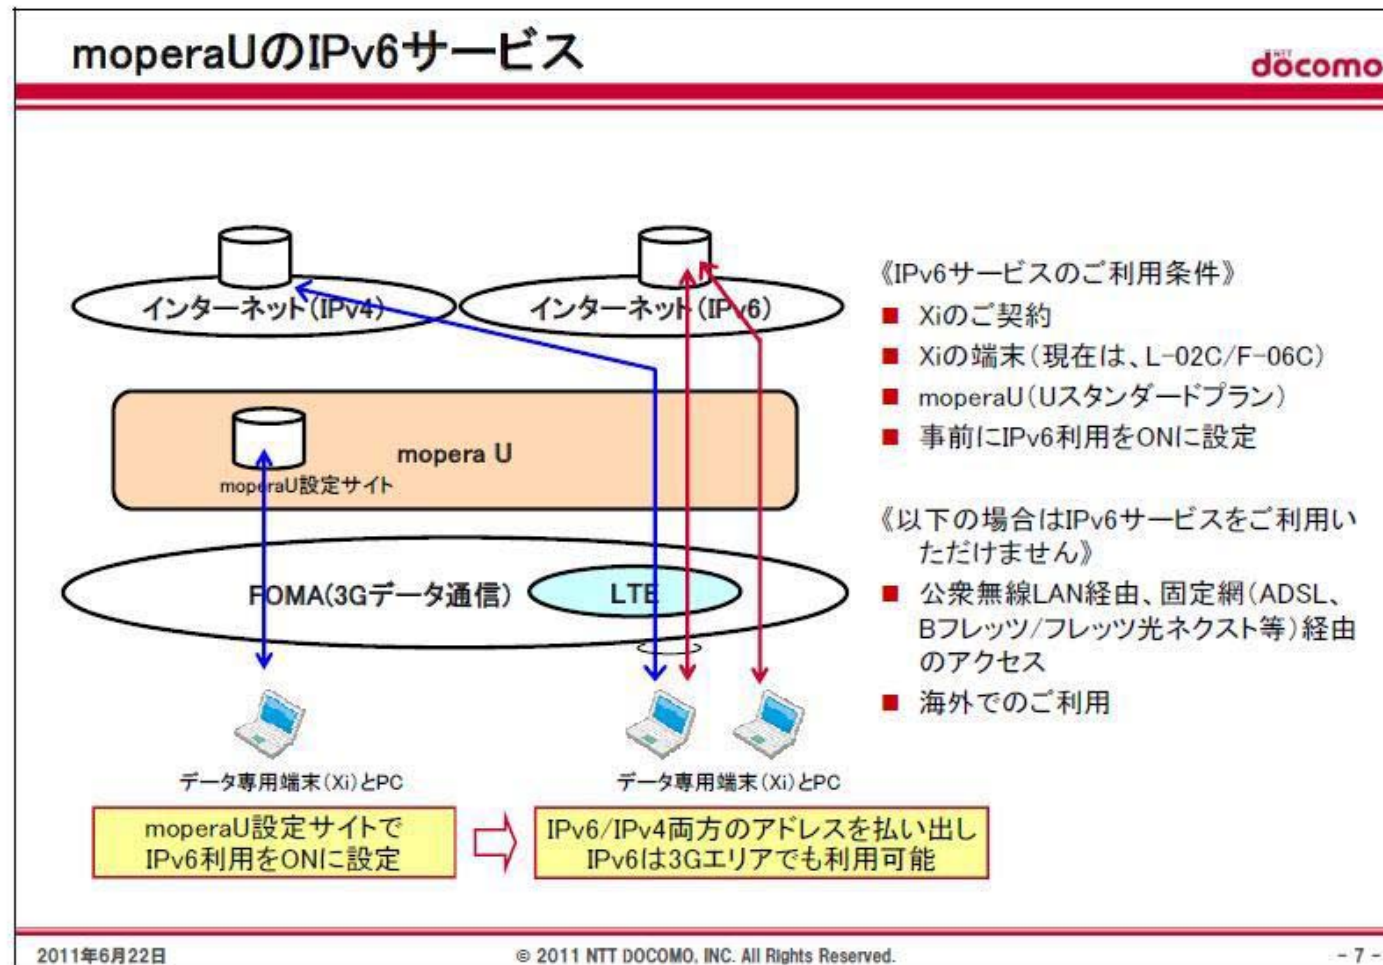 moperaUのIPv6サービス
NTT
döcomo
インターネット(IPv4)
インターネット(IPv6)
mopera U
moperaU設定サイト
FOMA(3Gデータ通信)
LTE
データ専用端末(Xi)とPC
データ専用端末(Xi)とPC
moperaU設定サイトで
IPv6利用をONに設定
IPv6/IPv4両方のアドレスを払い出し
IPv6は3Gエリアでも利用可能
《IPv6サービスのご利用条件》
■ Xiのご契約
■ Xiの端末(現在は、L-02C/F-06C)
■ moperaU(Uスタンダードプラン)
■ 事前にIPv6利用をONに設定
《以下の場合はIPv6サービスをご利用い
ただけません》
■ 公衆無線LAN経由、固定網(ADSL、
Bフレッツ/フレッツ光ネクスト等)経由
のアクセス
■ 海外でのご利用
2011年6月22日
© 2011 NTT DOCOMO, INC. All Rights Reserved.
- 7 -